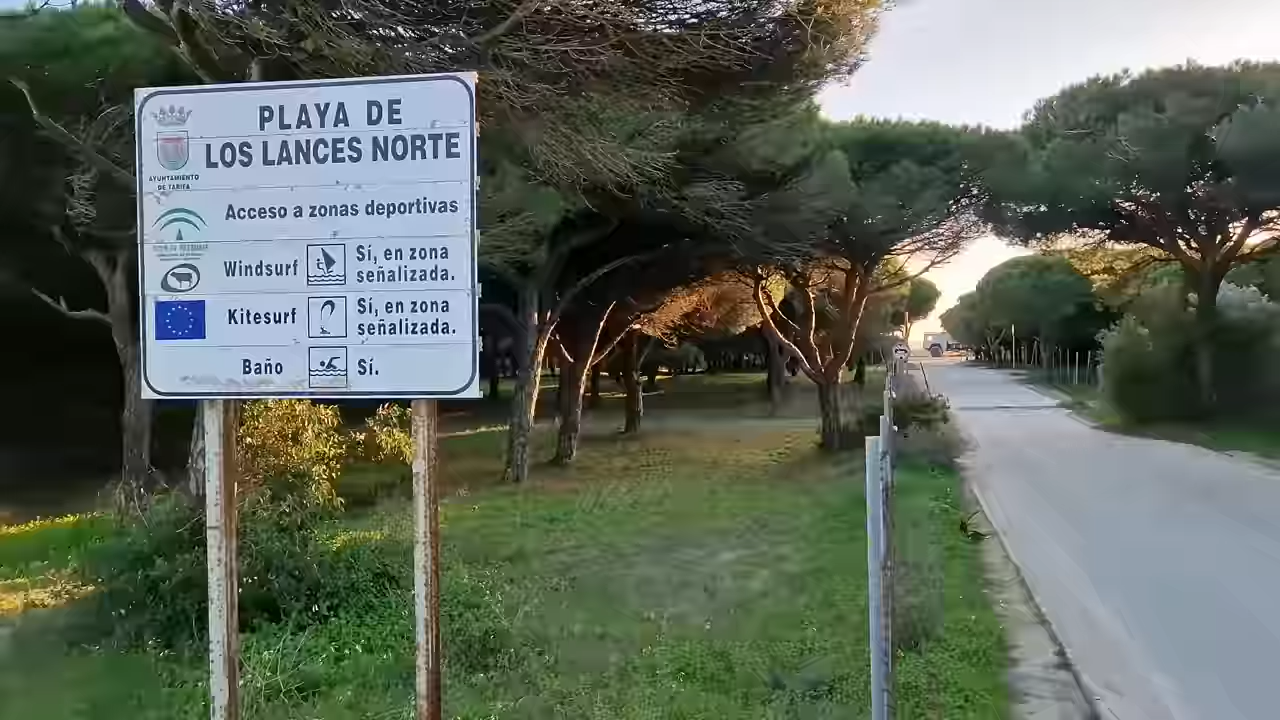 PLAYA DE
LOS LANCES NORTE
AYUNTAMIENTO
DE TARIFA
Acceso a zonas deportivas
Windsurf
Sí, en zona
señalizada.
Kitesurf
Sí, en zona
señalizada.
Baño
Sí.